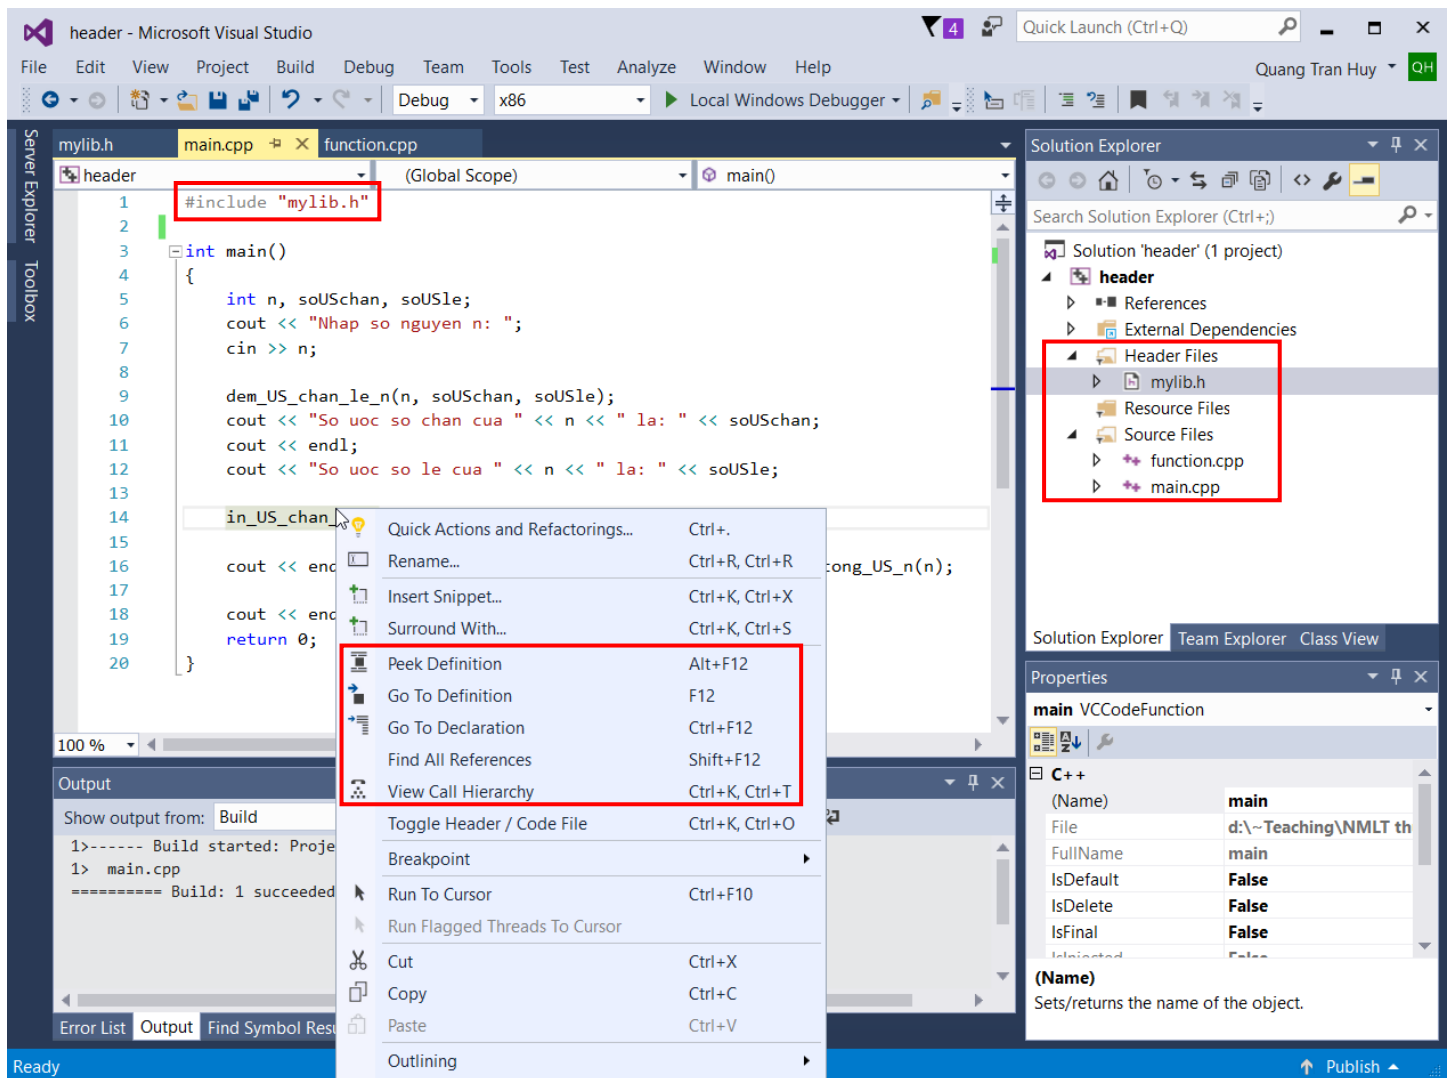 header - Microsoft Visual Studio
4
Quick Launch (Ctrl+Q)
File Edit View Project Build Debug Team Tools Test Analyze Window Help
Quang Tran Huy QH
Debug x86 Local Windows Debugger
Server Explorer
Toolbox
mylib.h main.cpp function.cpp
header (Global Scope) main()
1 #include "mylib.h"
2
3 int main()
4 {
5 int n, soUSchan, soUSle;
6 cout << "Nhap so nguyen n: ";
7 cin >> n;
8
9 dem_US_chan_le_n(n, soUSchan, soUSle);
10 cout << "So uoc so chan cua " << n << " la: " << soUSchan;
11 cout << endl;
12 cout << "So uoc so le cua " << n << " la: " << soUSle;
13
14 in_US_chan_
15
16 cout << end ong_US_n(n);
17
18 cout << end
19 return 0;
20 }
100 %
Quick Actions and Refactorings... Ctrl+.
Rename... Ctrl+R, Ctrl+R
Insert Snippet... Ctrl+K, Ctrl+X
Surround With... Ctrl+K, Ctrl+S
Peek Definition Alt+F12
Go To Definition F12
Go To Declaration Ctrl+F12
Find All References Shift+F12
View Call Hierarchy Ctrl+K, Ctrl+T
Toggle Header / Code File Ctrl+K, Ctrl+O
Breakpoint
Run To Cursor Ctrl+F10
Run Flagged Threads To Cursor
Cut Ctrl+X
Copy Ctrl+C
Paste Ctrl+V
Outlining
Output
Show output from: Build
1>------ Build started: Proje
1> main.cpp
========== Build: 1 succeeded
Error List Output Find Symbol Resu
Solution Explorer
Search Solution Explorer (Ctrl+;)
Solution 'header' (1 project)
header
References
External Dependencies
Header Files
mylib.h
Resource Files
Source Files
function.cpp
main.cpp
Solution Explorer Team Explorer Class View
Properties
main VCCodeFunction
C++
(Name) main
File d:\~Teaching\NMLT th
FullName main
IsDefault False
IsDelete False
IsFinal False
IsInjected False
(Name)
Sets/returns the name of the object.
Ready
Publish